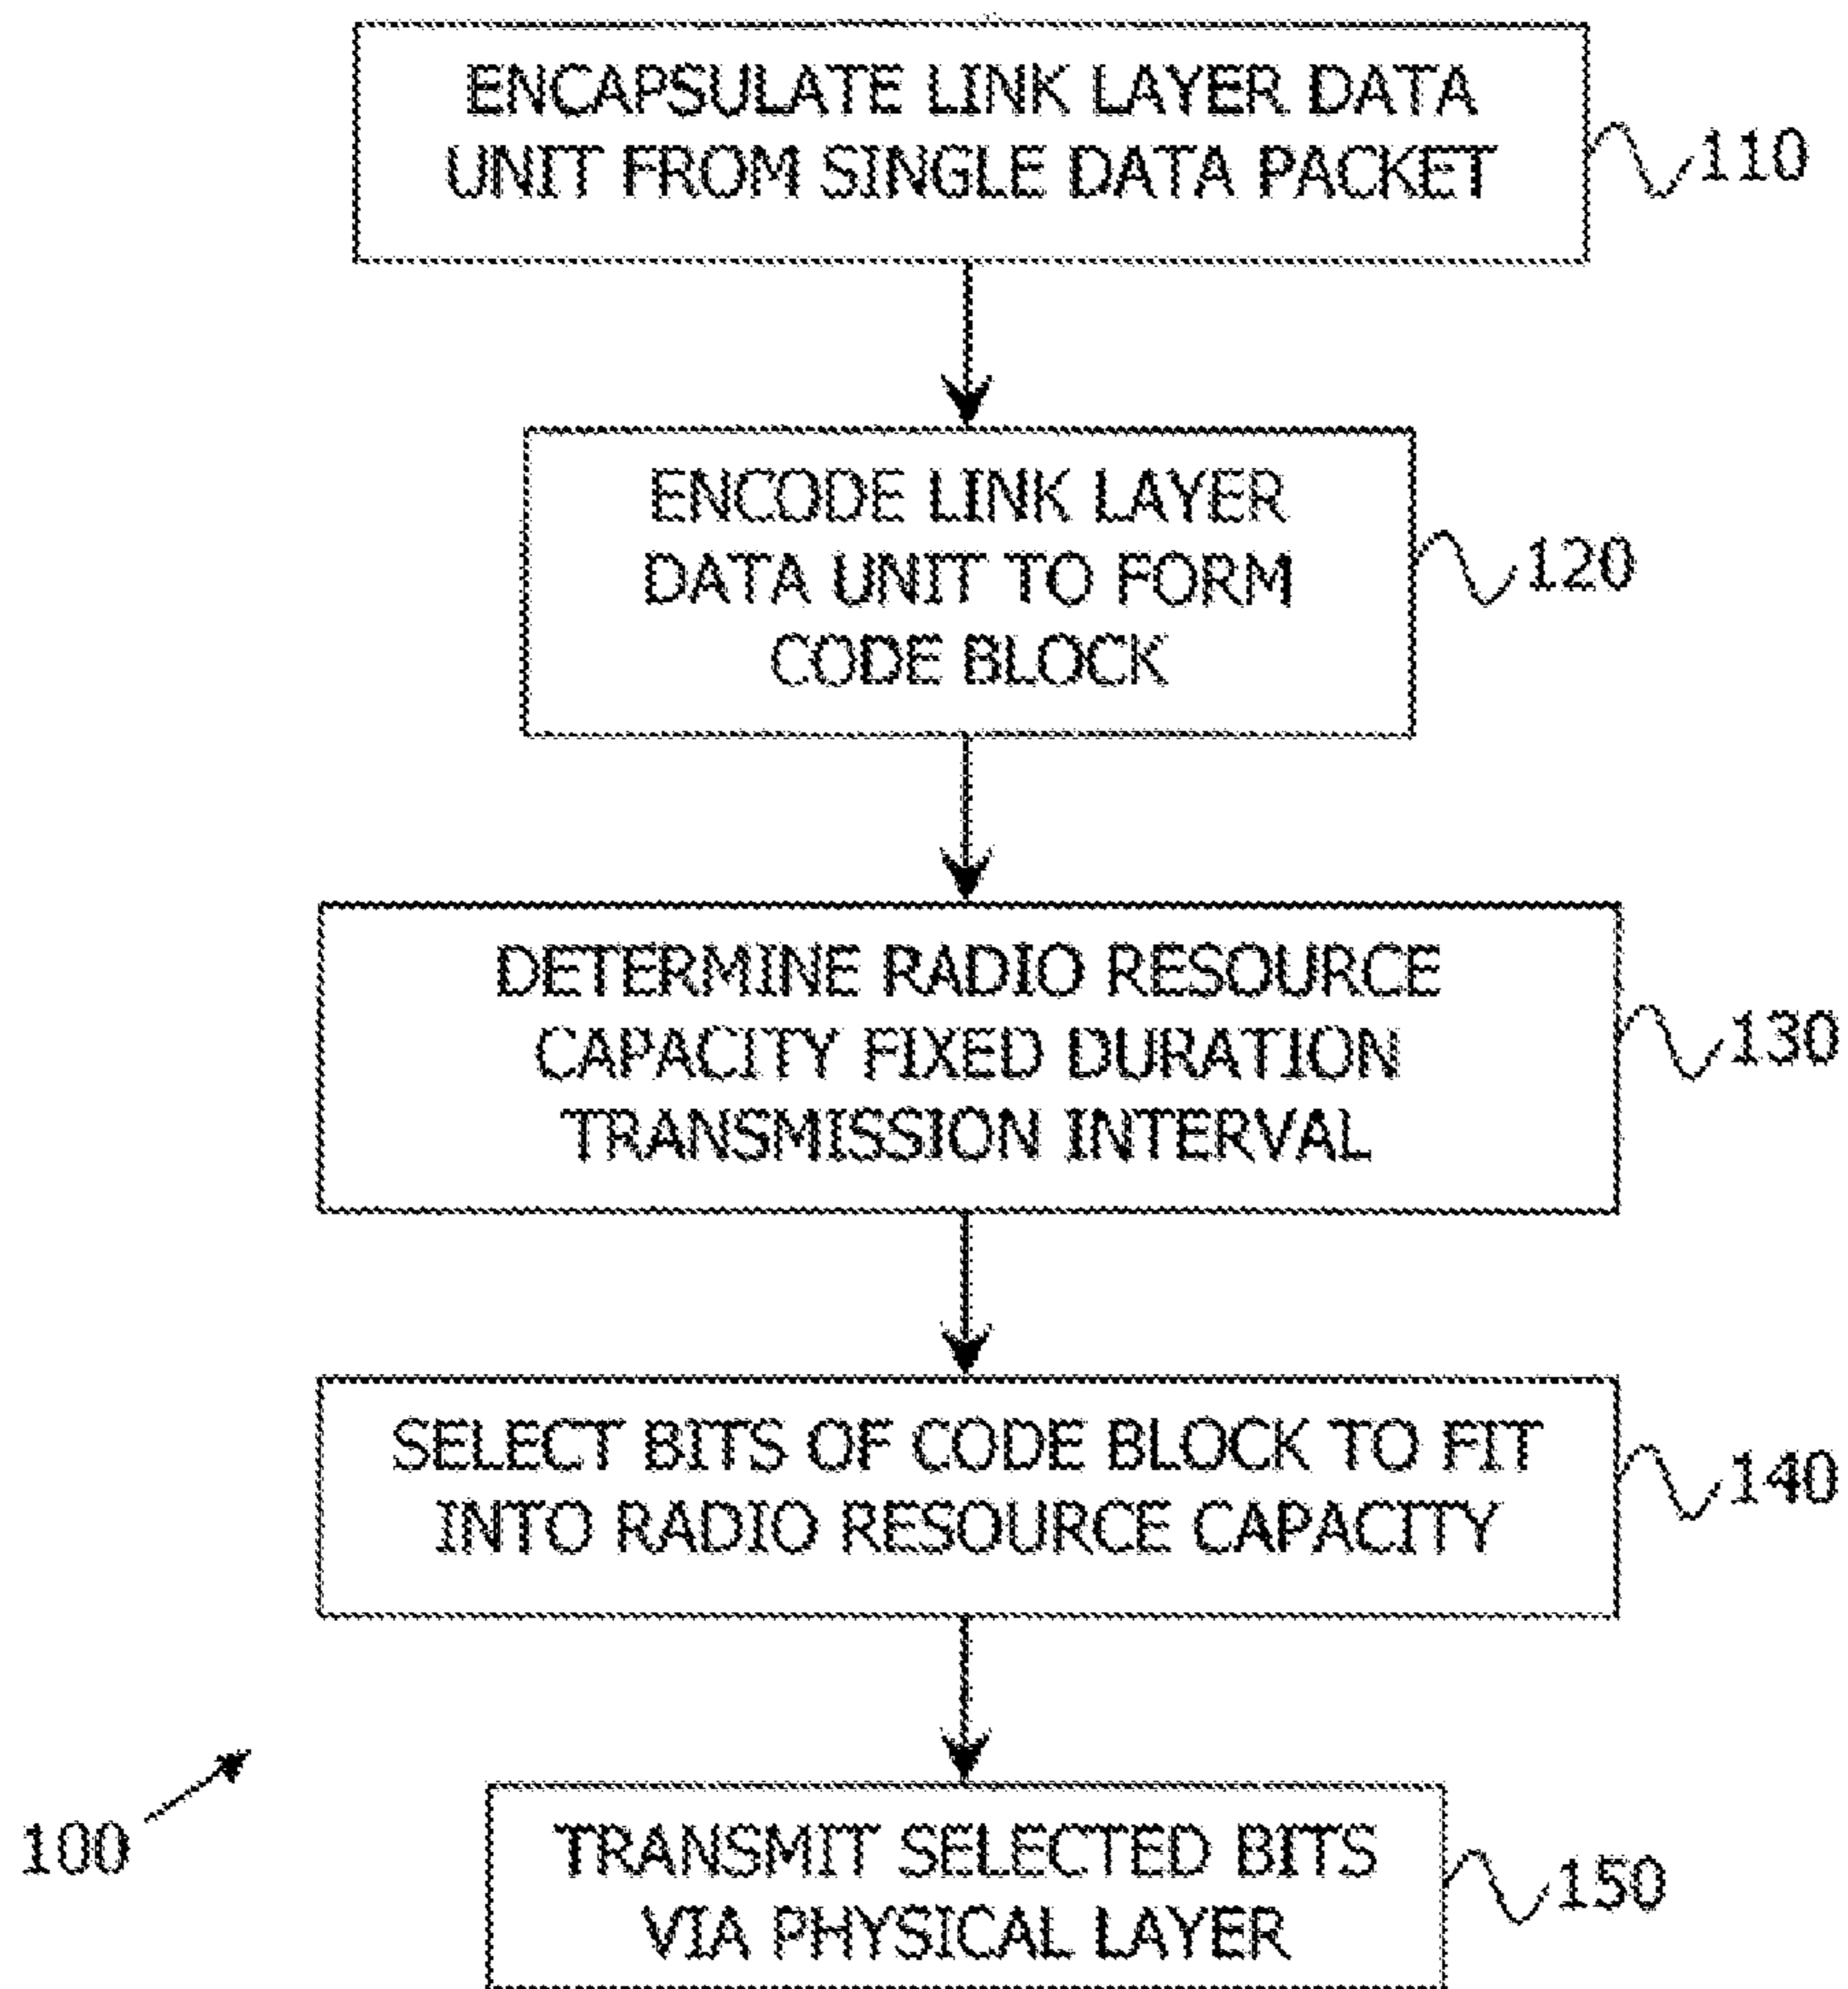 ENCAPSULATE LINK LAYER DATA
UNIT FROM SINGLE DATA PACKET
110
ENCODE LINK LAYER
DATA UNIT TO FORM
CODE BLOCK
120
DETERMINE RADIO RESOURCE
CAPACITY FIXED DURATION
TRANSMISSION INTERVAL
130
SELECT BITS OF CODE BLOCK TO FIT
INTO RADIO RESOURCE CAPACITY
140
100
TRANSMIT SELECTED BITS
VIA PHYSICAL LAYER
150